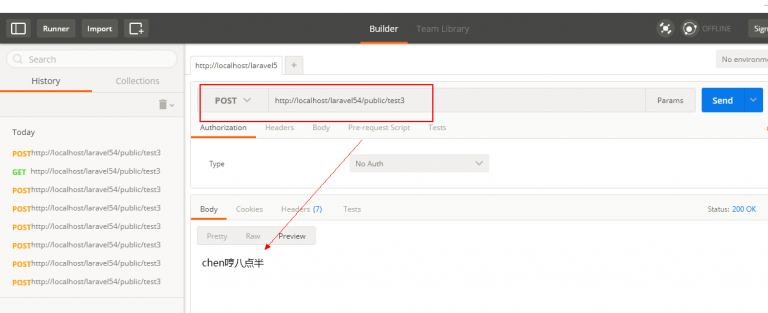 Runner Import Builder Team Library OFFLINE Sign
Search
http://localhost/laravel5 + No environme
History Collections
POST http://localhost/laravel54/public/test3 Params Send
Authorization Headers Body Pre-request Script Tests
Today
POST http://localhost/laravel54/public/test3
GET http://localhost/laravel54/public/test3
POST http://localhost/laravel54/public/test3
POST http://localhost/laravel54/public/test3
POST http://localhost/laravel54/public/test3
POST http://localhost/laravel54/public/test3
POST http://localhost/laravel54/public/test3
POST http://localhost/laravel54/public/test3
Type No Auth
Body Cookies Headers (7) Tests Status: 200 OK
Pretty Raw Preview
chen哼八点半